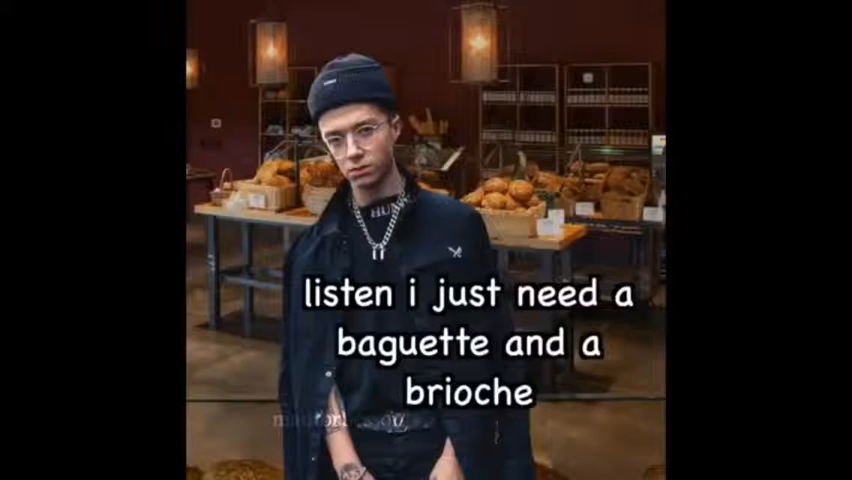 listen i just need a
baguette and a
brioche